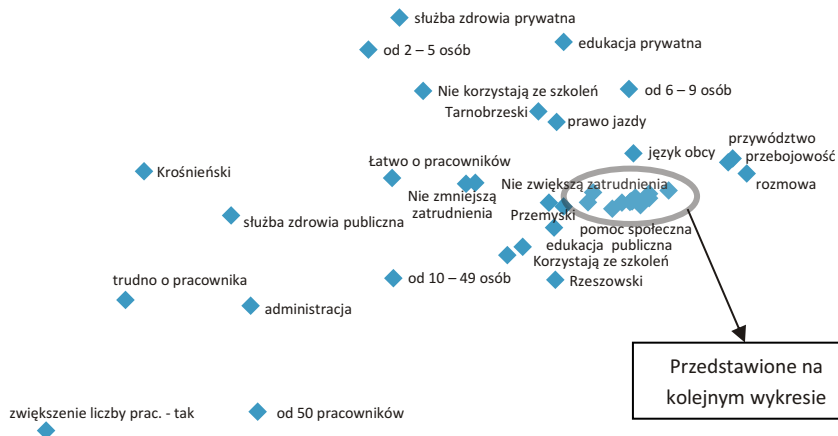 służba zdrowia prywatna
edukacja prywatna
od 2 – 5 osób
Nie korzystają ze szkoleń
od 6 – 9 osób
Tarnobrzeski
prawo jazdy
przywództwo
język obcy
przebojowość
Łatwo o pracowników
Krośnieński
rozmowa
Nie zwiększą zatrudnienia
Nie zmniejszą
zatrudnienia
Przemyski
służba zdrowia publiczna
pomoc społeczna
edukacja publiczna
Korzystają ze szkoleń
trudno o pracownika
od 10 – 49 osób
Rzeszowski
administracja
Przedstawione na
kolejnym wykresie
zwiększenie liczby prac. - tak
od 50 pracowników